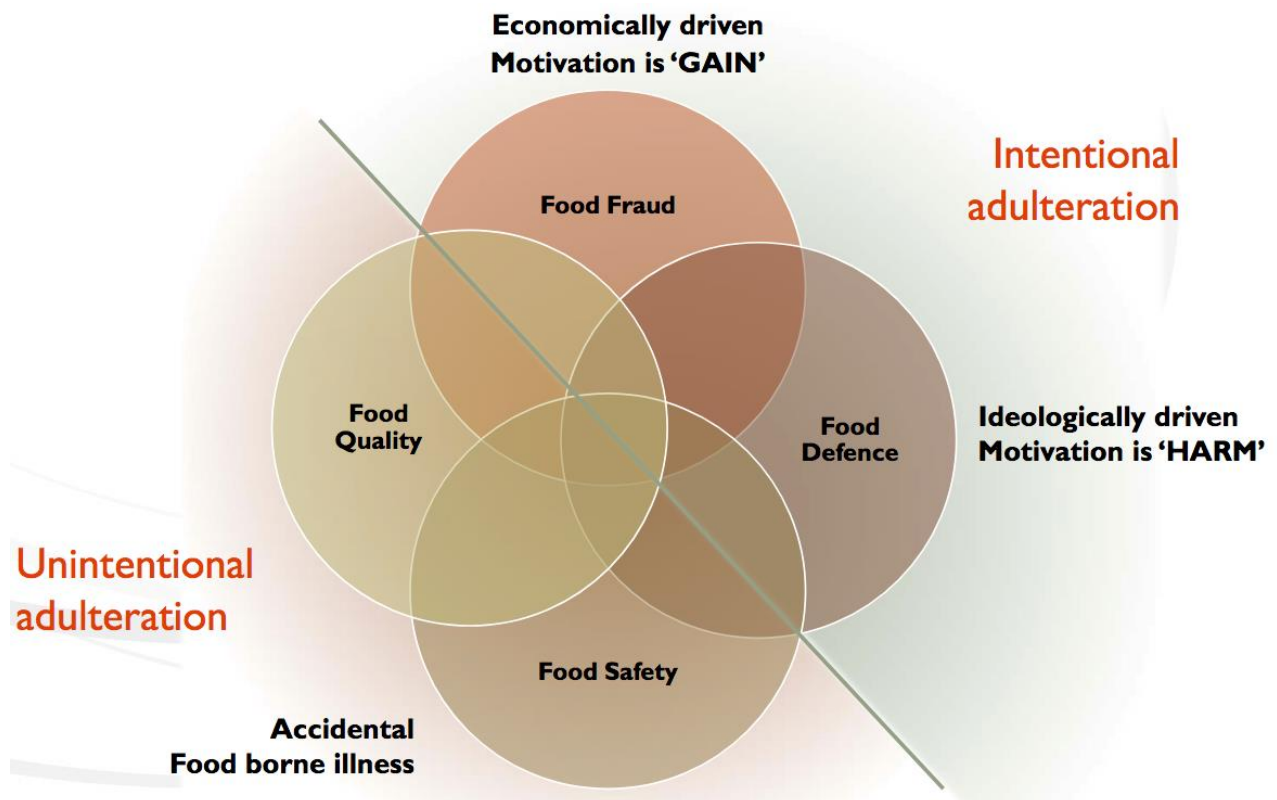 Economically driven
Motivation is ‘GAIN’
Intentional
adulteration
Food Fraud
Food
Quality
Food
Defence
Ideologically driven
Motivation is ‘HARM’
Unintentional
adulteration
Food Safety
Accidental
Food borne illness